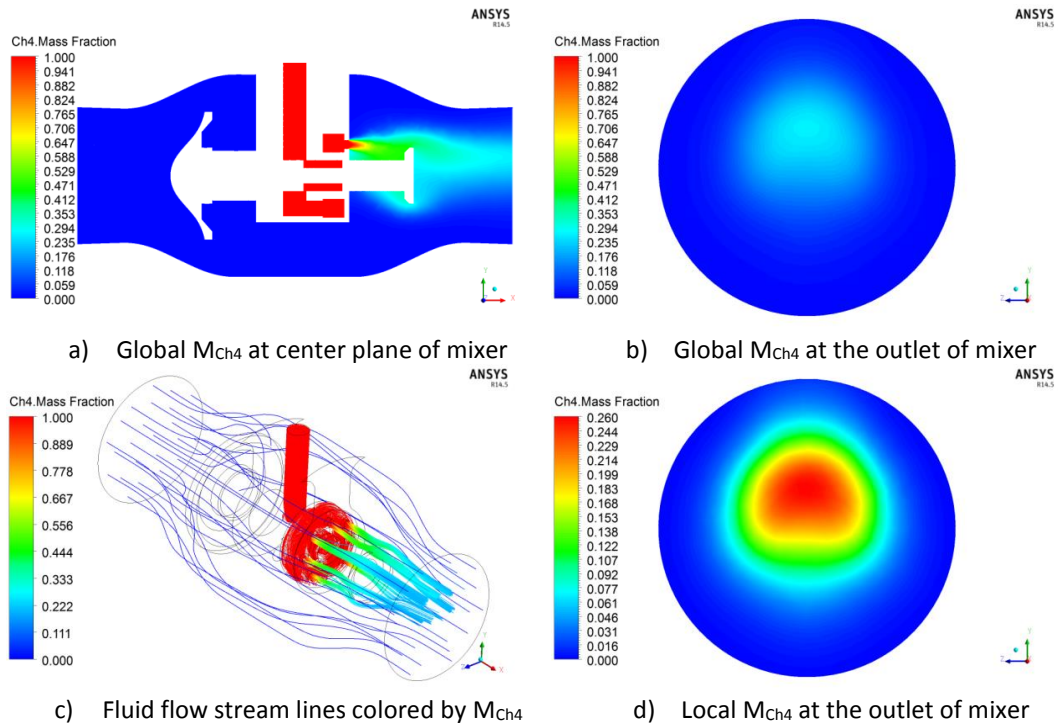 ANSYS
R14.5
Ch4.Mass Fraction
1.000
0.941
0.882
0.824
0.765
0.706
0.647
0.588
0.529
0.471
0.412
0.353
0.294
0.235
0.176
0.118
0.059
0.000
Y
Z
X
a) Global MCh4 at center plane of mixer
ANSYS
R14.5
Ch4.Mass Fraction
1.000
0.941
0.882
0.824
0.765
0.706
0.647
0.588
0.529
0.471
0.412
0.353
0.294
0.235
0.176
0.118
0.059
0.000
Y
Z
X
b) Global MCh4 at the outlet of mixer
ANSYS
R14.5
Ch4.Mass Fraction
1.000
0.889
0.778
0.667
0.556
0.444
0.333
0.222
0.111
0.000
Y
Z
X
c) Fluid flow stream lines colored by MCh4
ANSYS
R14.5
Ch4.Mass Fraction
0.260
0.245
0.229
0.214
0.199
0.183
0.168
0.153
0.138
0.122
0.107
0.092
0.076
0.061
0.046
0.031
0.015
0.000
Y
Z
X
d) Local MCh4 at the outlet of mixer